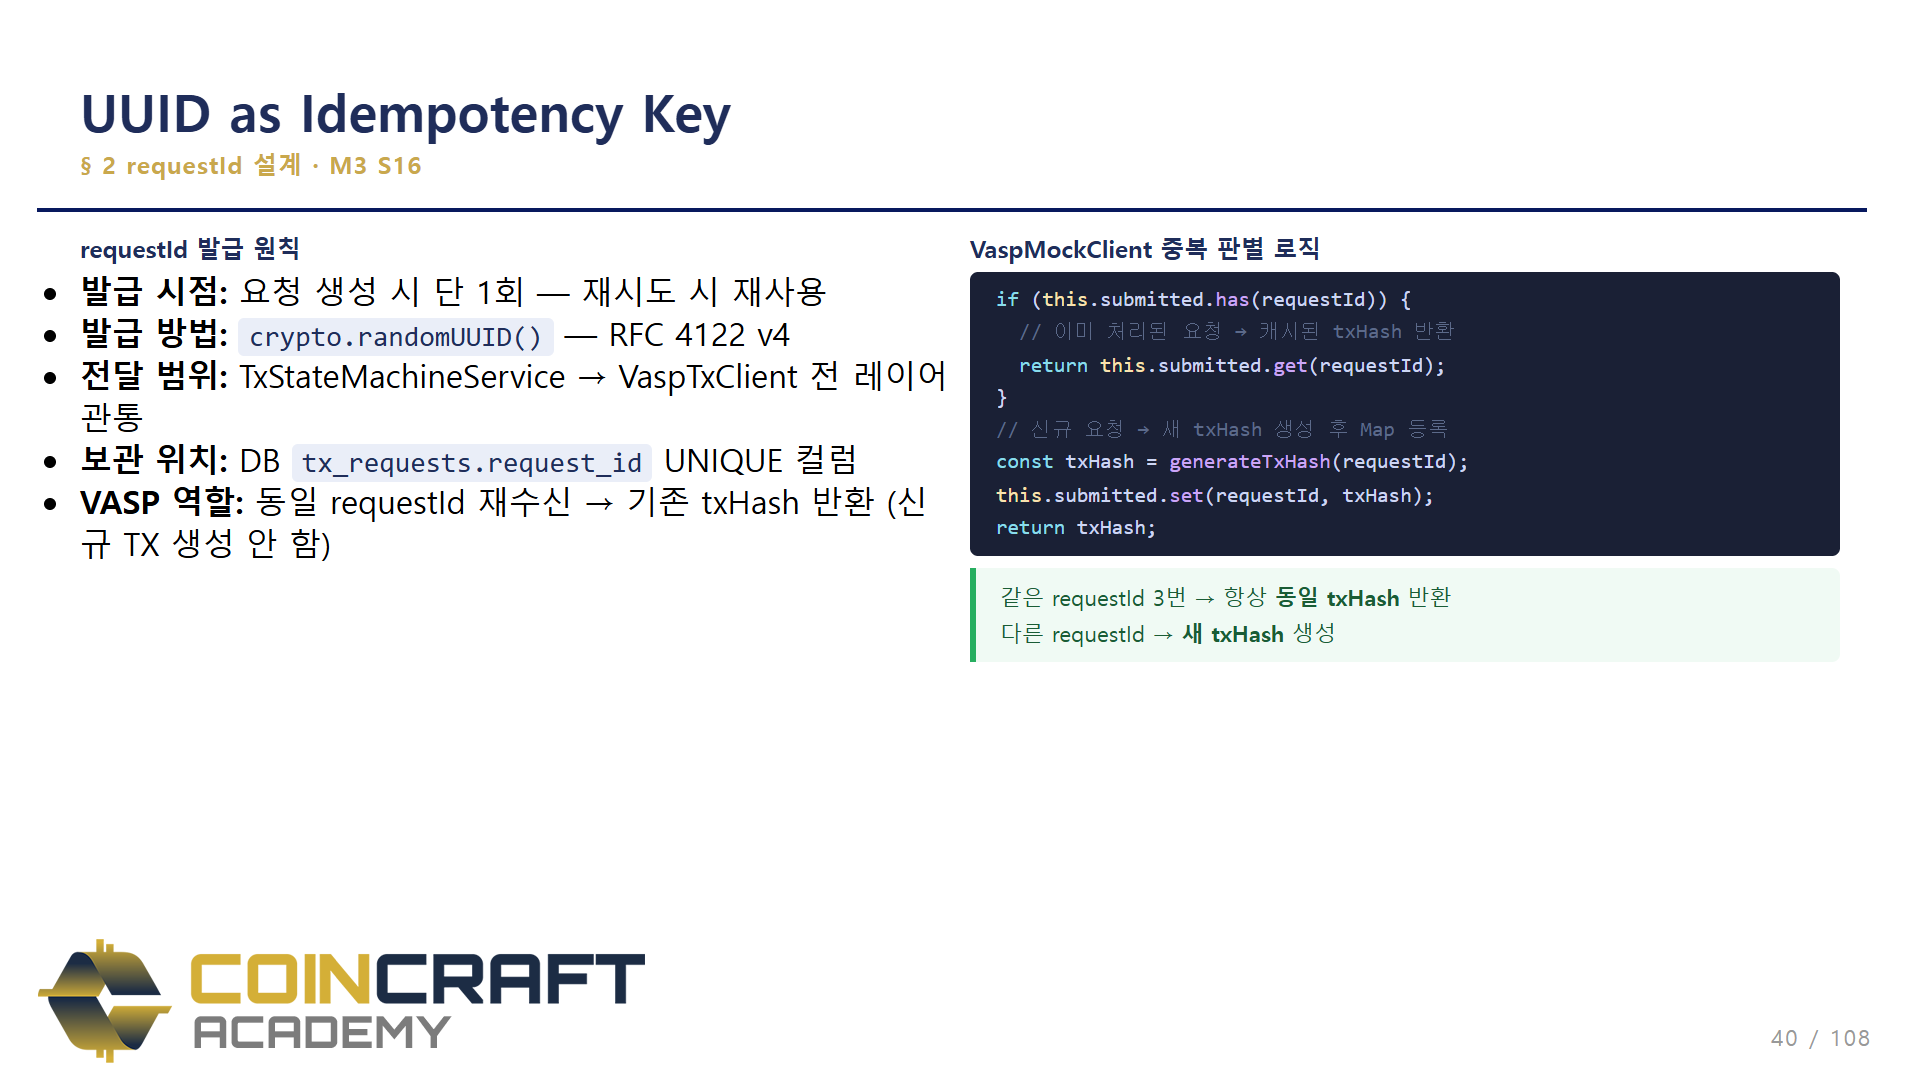 UUID as Idempotency Key
§ 2 requestId 설계 · M3 S16
requestId 발급 원칙
• 발급 시점: 요청 생성 시 단 1회 — 재시도 시 재사용
• 발급 방법: crypto.randomUUID() — RFC 4122 v4
• 전달 범위: TxStateMachineService → VaspTxClient 전 레이어
관통
• 보관 위치: DB tx_requests.request_id UNIQUE 컬럼
• VASP 역할: 동일 requestId 재수신 → 기존 txHash 반환 (신
규 TX 생성 안 함)
VaspMockClient 중복 판별 로직
if (this.submitted.has(requestId)) {
  // 이미 처리된 요청 → 캐시된 txHash 반환
  return this.submitted.get(requestId);
}
// 신규 요청 → 새 txHash 생성 후 Map 등록
const txHash = generateTxHash(requestId);
this.submitted.set(requestId, txHash);
return txHash;
같은 requestId 3번 → 항상 동일 txHash 반환
다른 requestId → 새 txHash 생성
COINCRAFT
ACADEMY
40 / 108